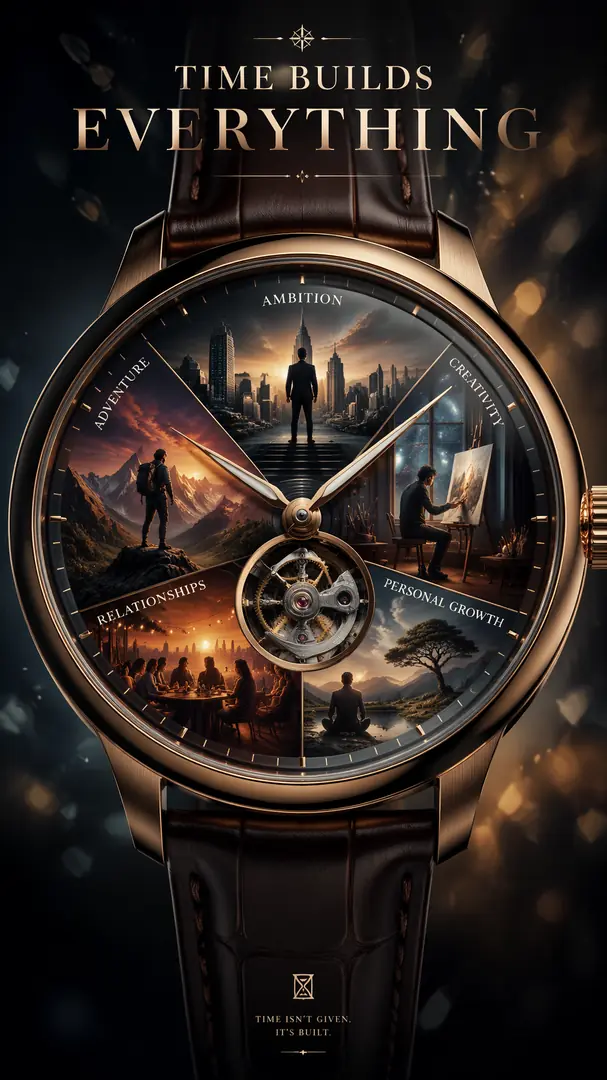 TIME BUILDS
EVERYTHING
AMBITION
ADVENTURE
CREATIVITY
RELATIONSHIPS
PERSONAL GROWTH
TIME ISN'T GIVEN.
IT'S BUILT.